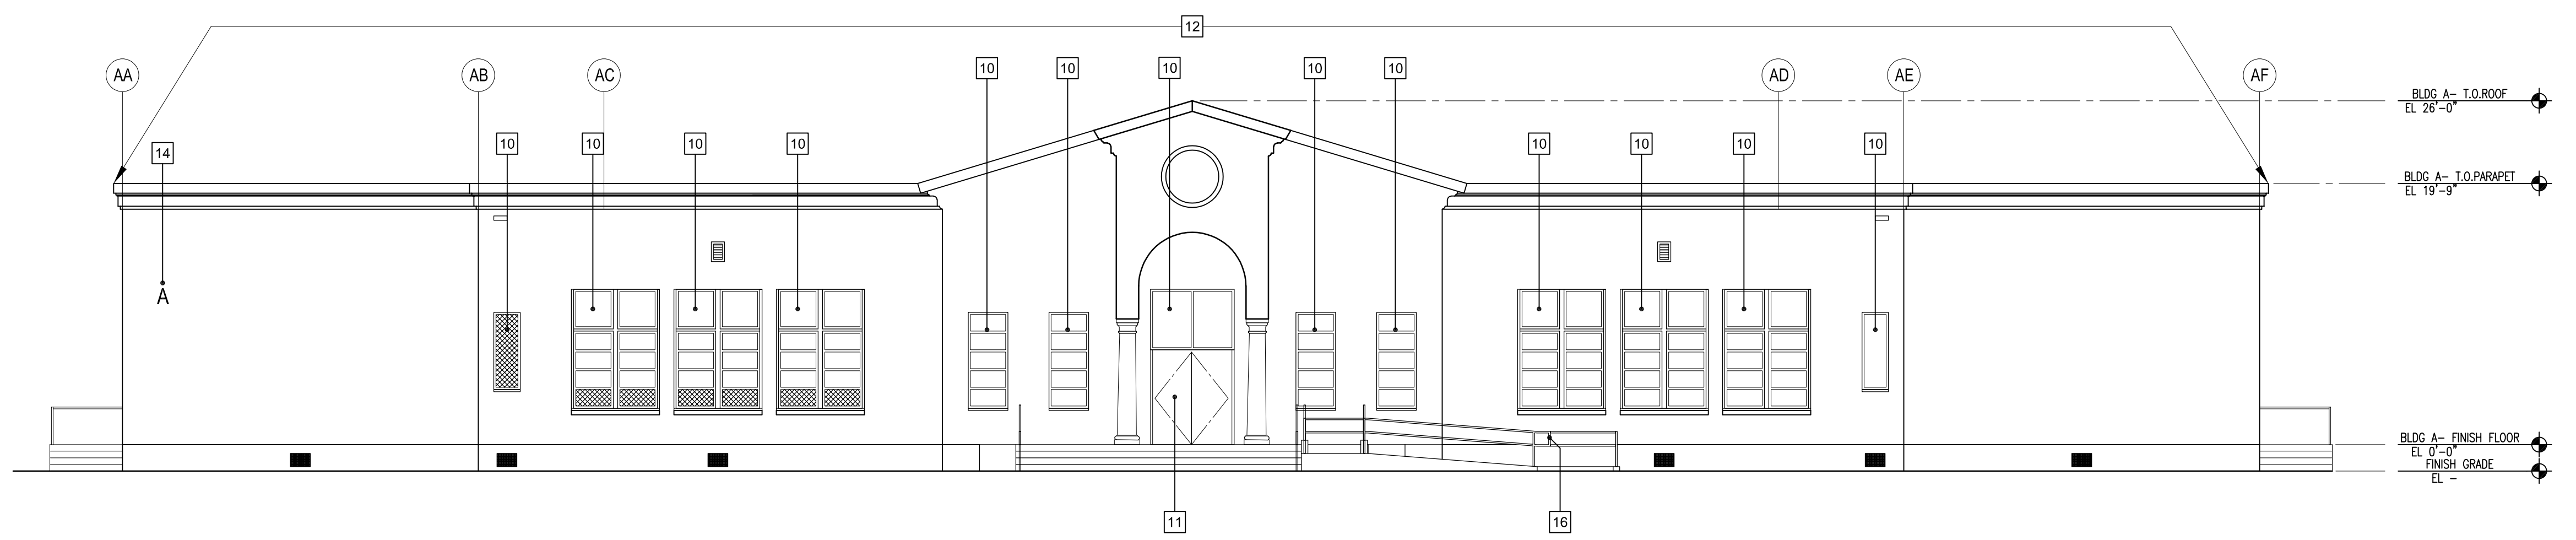 12
AA
AB
AC
10
10
10
10
10
AD
AE
AF
BLDG A- T.O.ROOF
EL 26'-0"
14
10
10
10
10
10
10
10
10
BLDG A- T.O.PARAPET
EL 19'-9"
A
BLDG A- FINISH FLOOR
EL 0'-0"
FINISH GRADE
EL -
11
16